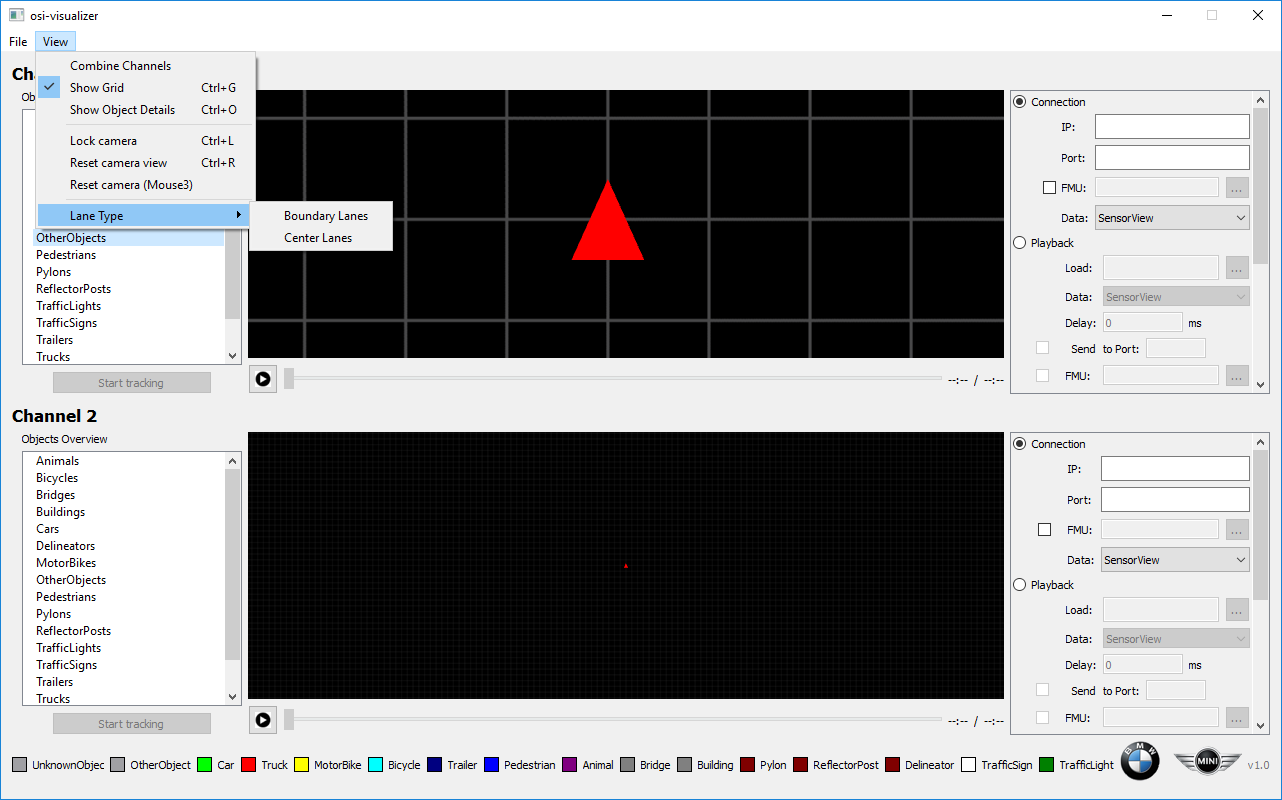 osi-visualizer
File View
Combine Channels
Show Grid Ctrl+G
Show Object Details Ctrl+O
Lock camera Ctrl+L
Reset camera view Ctrl+R
Reset camera (Mouse3)
Lane Type
Boundary Lanes
Center Lanes
OtherObjects
Pedestrians
Pylons
ReflectorPosts
TrafficLights
TrafficSigns
Trailers
Trucks
Start tracking
--:-- / --:--
Connection
IP:
Port:
FMU: ...
Data: SensorView
Playback
Load: ...
Data: SensorView
Delay: 0 ms
Send to Port:
FMU: ...
Channel 2
Objects Overview
Animals
Bicycles
Bridges
Buildings
Cars
Delineators
MotorBikes
OtherObjects
Pedestrians
Pylons
ReflectorPosts
TrafficLights
TrafficSigns
Trailers
Trucks
Start tracking
--:-- / --:--
Connection
IP:
Port:
FMU: ...
Data: SensorView
Playback
Load: ...
Data: SensorView
Delay: 0 ms
Send to Port:
FMU: ...
UnknownObjec OtherObject Car Truck MotorBike Bicycle Trailer Pedestrian Animal Bridge Building Pylon ReflectorPost Delineator TrafficSign TrafficLight BMW MINI v1.0